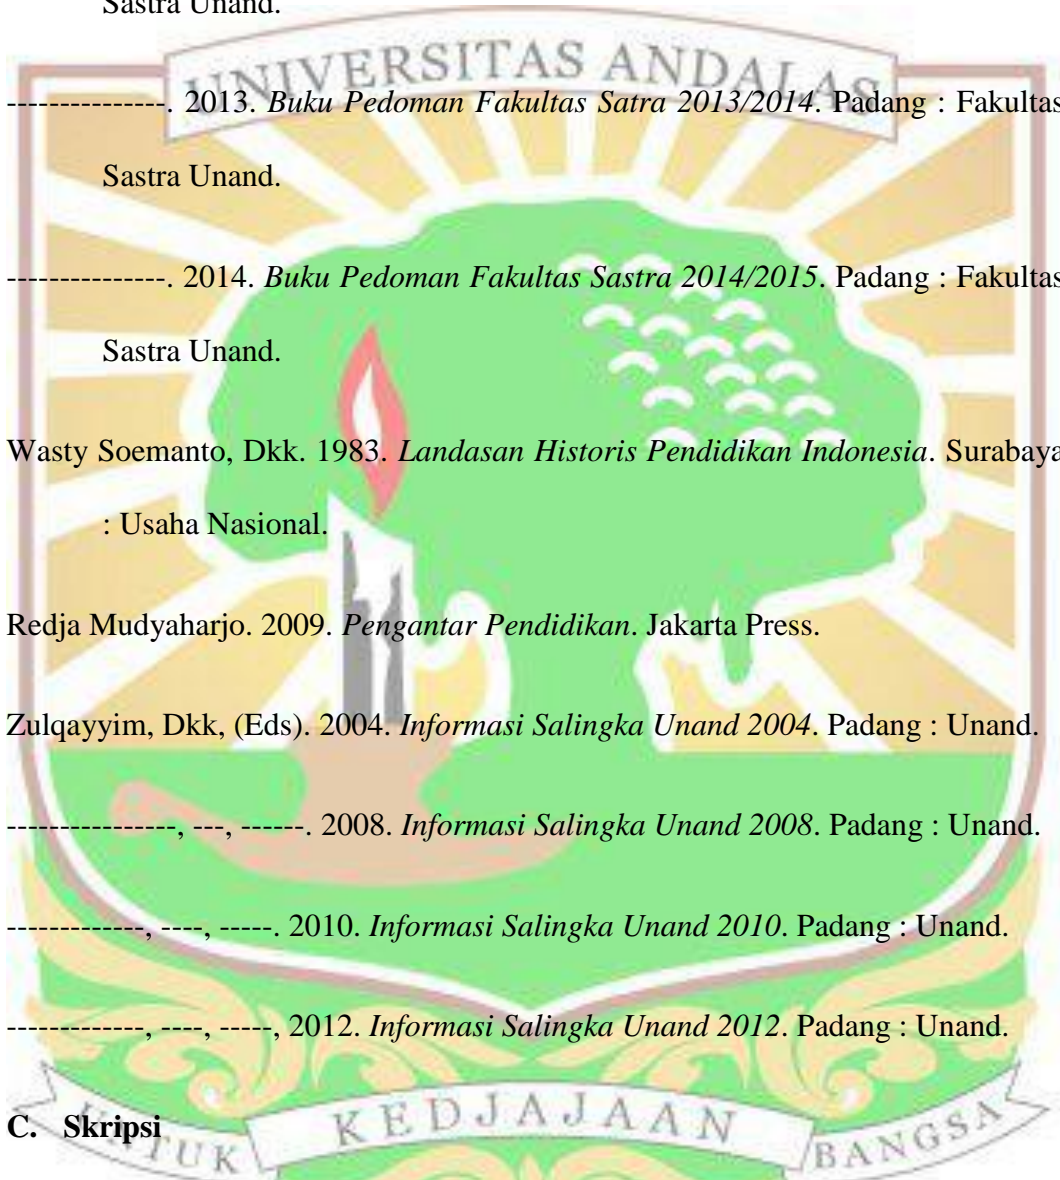 Sastra Unand.
UNIVERSITAS ANDALAS
---------------. 2013. Buku Pedoman Fakultas Satra 2013/2014. Padang : Fakultas
Sastra Unand.
---------------. 2014. Buku Pedoman Fakultas Sastra 2014/2015. Padang : Fakultas
Sastra Unand.
Wasty Soemanto, Dkk. 1983. Landasan Historis Pendidikan Indonesia. Surabaya
: Usaha Nasional.
Redja Mudyaharjo. 2009. Pengantar Pendidikan. Jakarta Press.
Zulqayyim, Dkk, (Eds). 2004. Informasi Salingka Unand 2004. Padang : Unand.
----------------, ---, ------. 2008. Informasi Salingka Unand 2008. Padang : Unand.
-------------, ----, -----. 2010. Informasi Salingka Unand 2010. Padang : Unand.
-------------, ----, -----, 2012. Informasi Salingka Unand 2012. Padang : Unand.
C. Skripsi
UNTUK KEDJAJAAN BANGSA